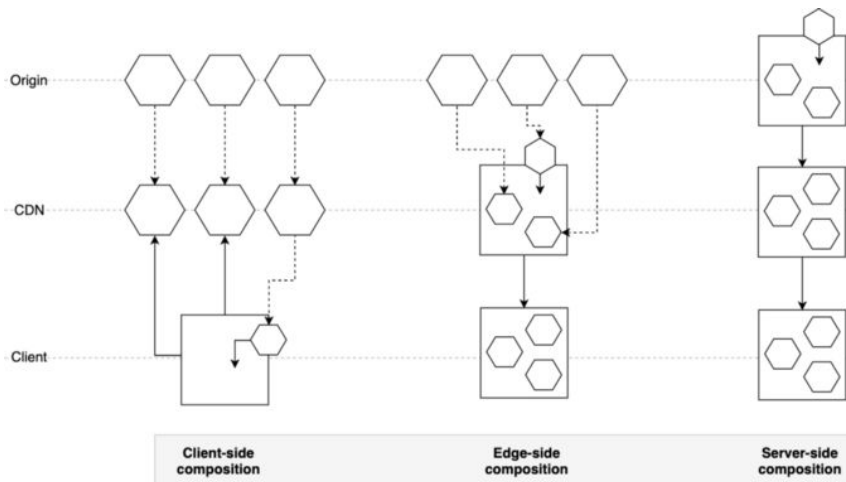 Origin
CDN
Client
Client-side
composition
Edge-side
composition
Server-side
composition